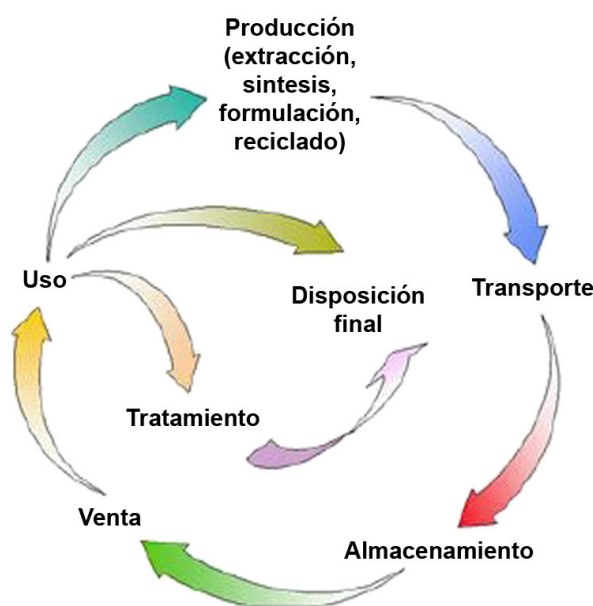 Producción
(extracción,
sintesis,
formulación,
reciclado)
Uso
Disposición
final
Transporte
Tratamiento
Venta
Almacenamiento